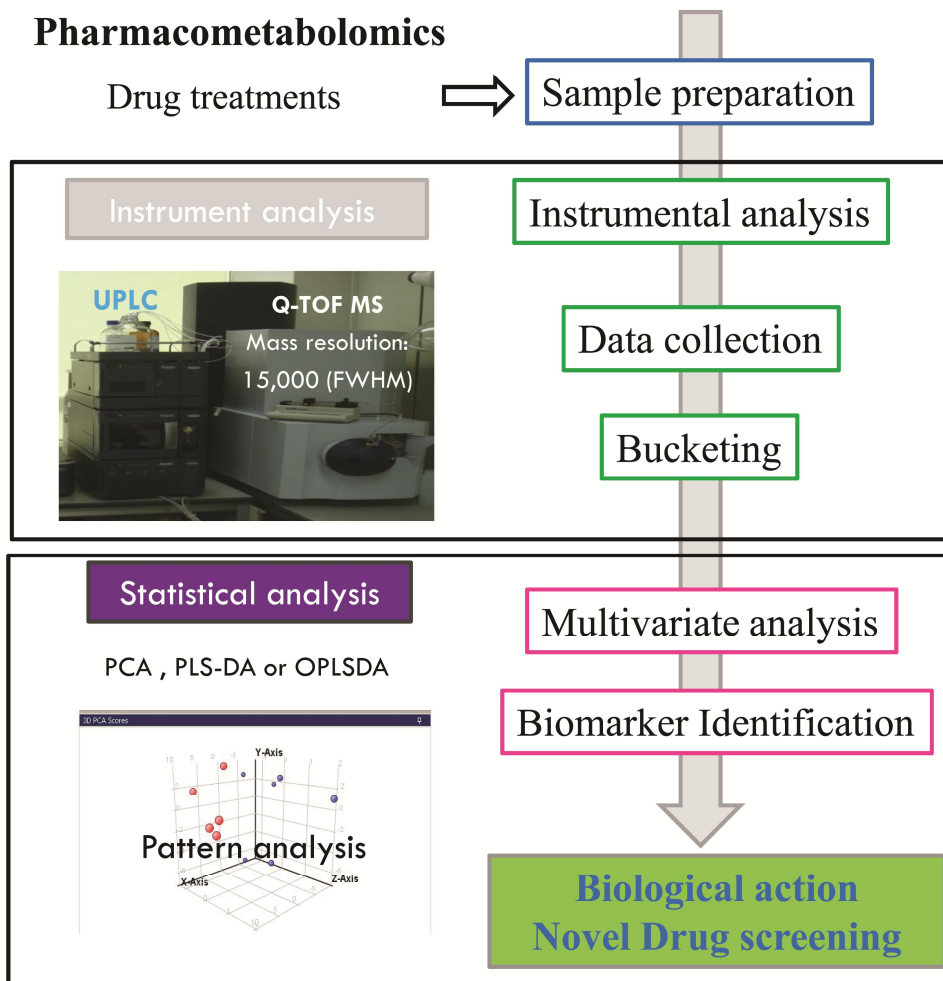 Pharmacometabolomics
Drug treatments
Sample preparation
Instrument analysis
Instrumental analysis
UPLC
Q-TOF MS
Mass resolution:
15,000 (FWHM)
Data collection
Bucketing
Statistical analysis
Multivariate analysis
PCA , PLS-DA or OPLSDA
Biomarker Identification
3D PCA Scores
Y-Axis
Pattern analysis
X-Axis
Z-Axis
Biological action
Novel Drug screening